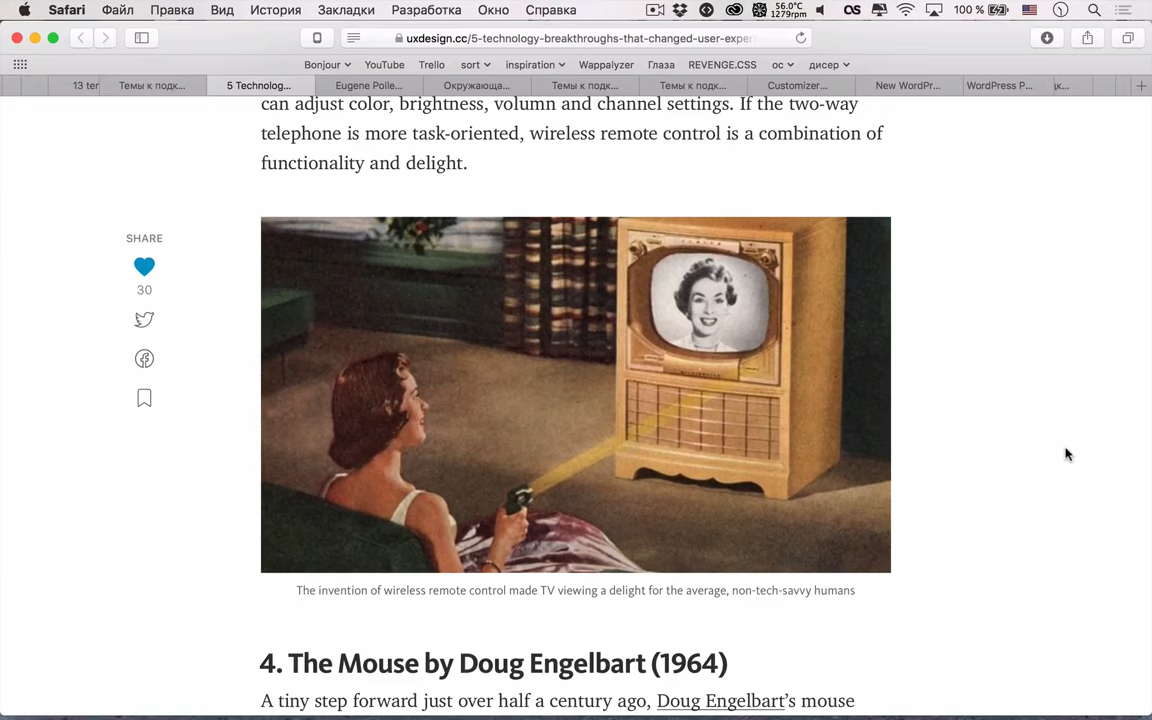 Safari Файл Правка Вид История Закладки Разработка Окно Справка 56.0°C 1279rpm 100 %
uxdesign.cc/5-technology-breakthroughs-that-changed-user-exper
Bonjour YouTube Trello sort inspiration Wappalyzer Глаза REVENGE.CSS ос дисер
13 ter Темы к подк... 5 Technolog... Eugene Polle... Окружающа... Темы к подк... Темы к подк... Customizer... New WordPr... WordPress P...
can adjust color, brightness, volumn and channel settings. If the two-way
telephone is more task-oriented, wireless remote control is a combination of
functionality and delight.
SHARE
30
The invention of wireless remote control made TV viewing a delight for the average, non-tech-savvy humans
4. The Mouse by Doug Engelbart (1964)
A tiny step forward just over half a century ago, Doug Engelbart's mouse